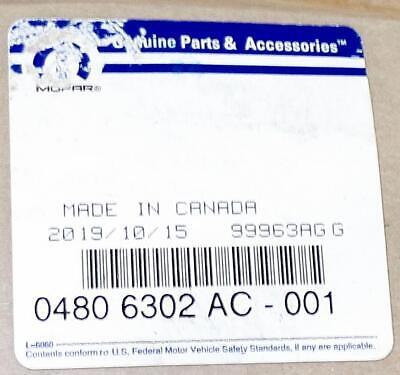 Genuine Parts & Accessories™
MOPAR®
MADE IN CANADA
2019/10/15 99963AG G
0480 6302 AC - 001
L-6060
Contents conform to U.S. Federal Motor Vehicle Safety Standards, if any are applicable.